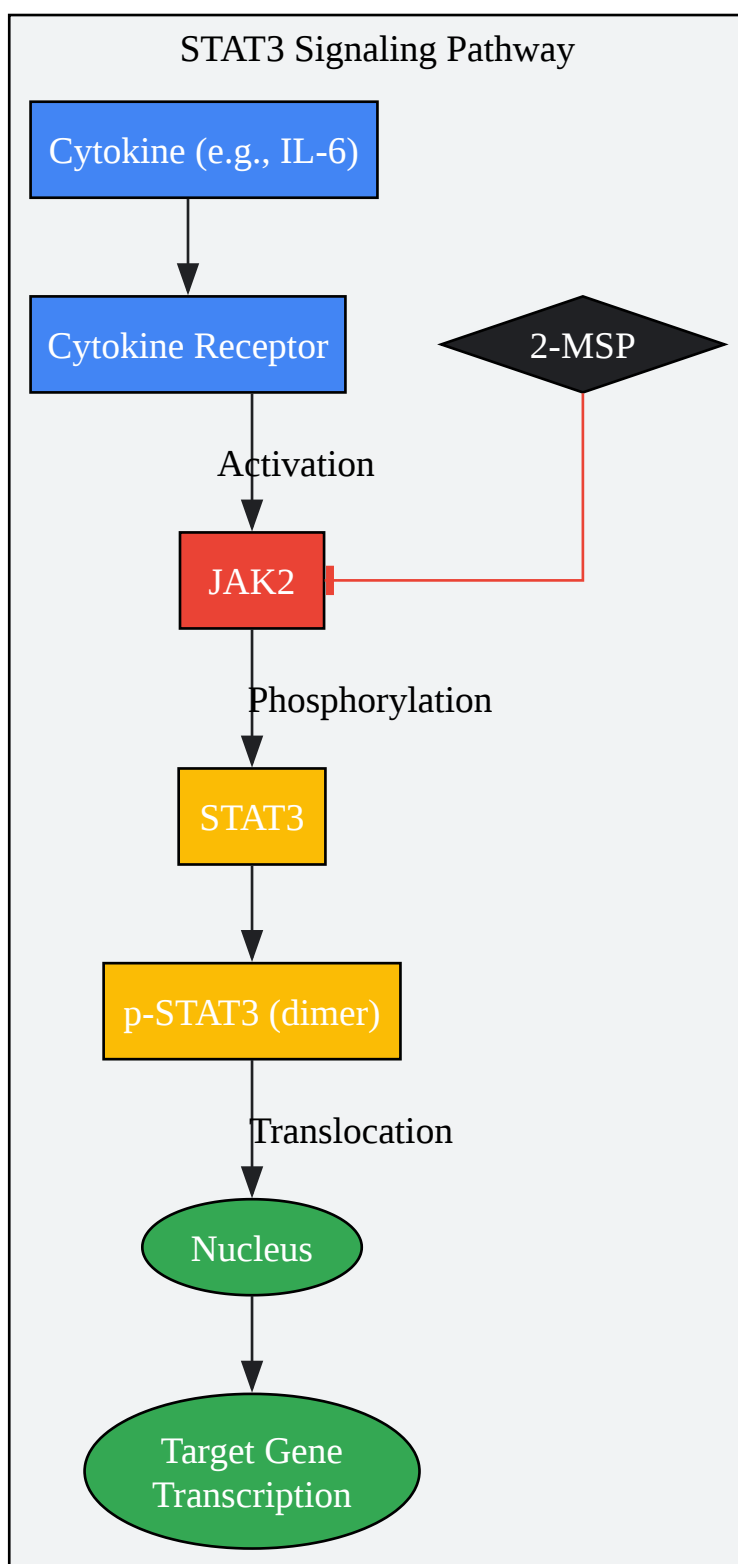 STAT3 Signaling Pathway
Cytokine (e.g., IL-6)
Cytokine Receptor
2-MSP
Activation
JAK2
Phosphorylation
STAT3
p-STAT3 (dimer)
Translocation
Nucleus
Target Gene
Transcription